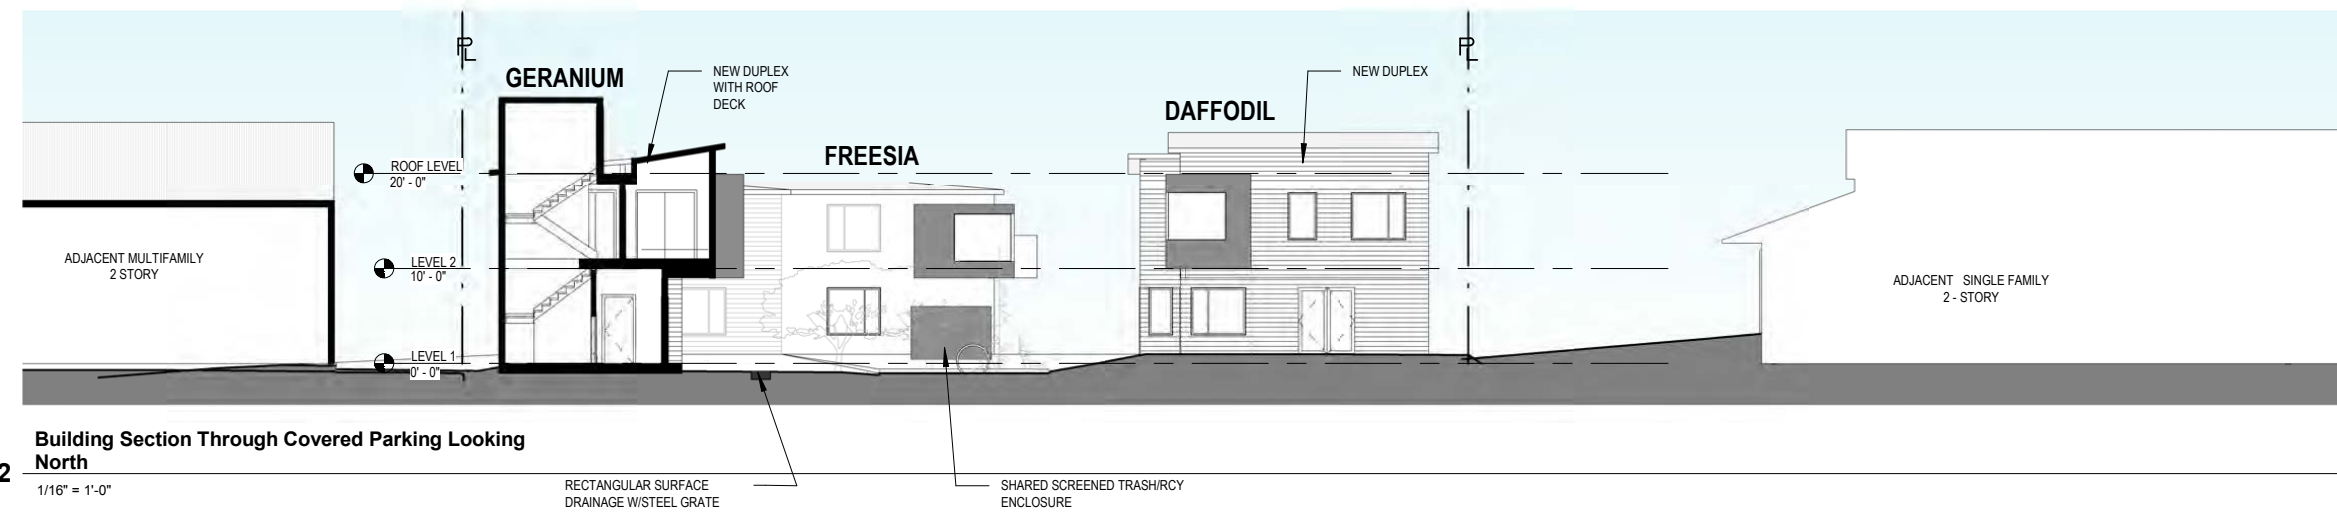 PL
PL
GERANIUM
NEW DUPLEX
WITH ROOF
DECK
NEW DUPLEX
DAFFODIL
FREESIA
ROOF LEVEL
20' - 0"
ADJACENT MULTIFAMILY
2 STORY
LEVEL 2
10' - 0"
ADJACENT SINGLE FAMILY
2 - STORY
LEVEL 1
0' - 0"
Building Section Through Covered Parking Looking
North
2
1/16" = 1'-0"
RECTANGULAR SURFACE
DRAINAGE W/STEEL GRATE
SHARED SCREENED TRASH/RCY
ENCLOSURE